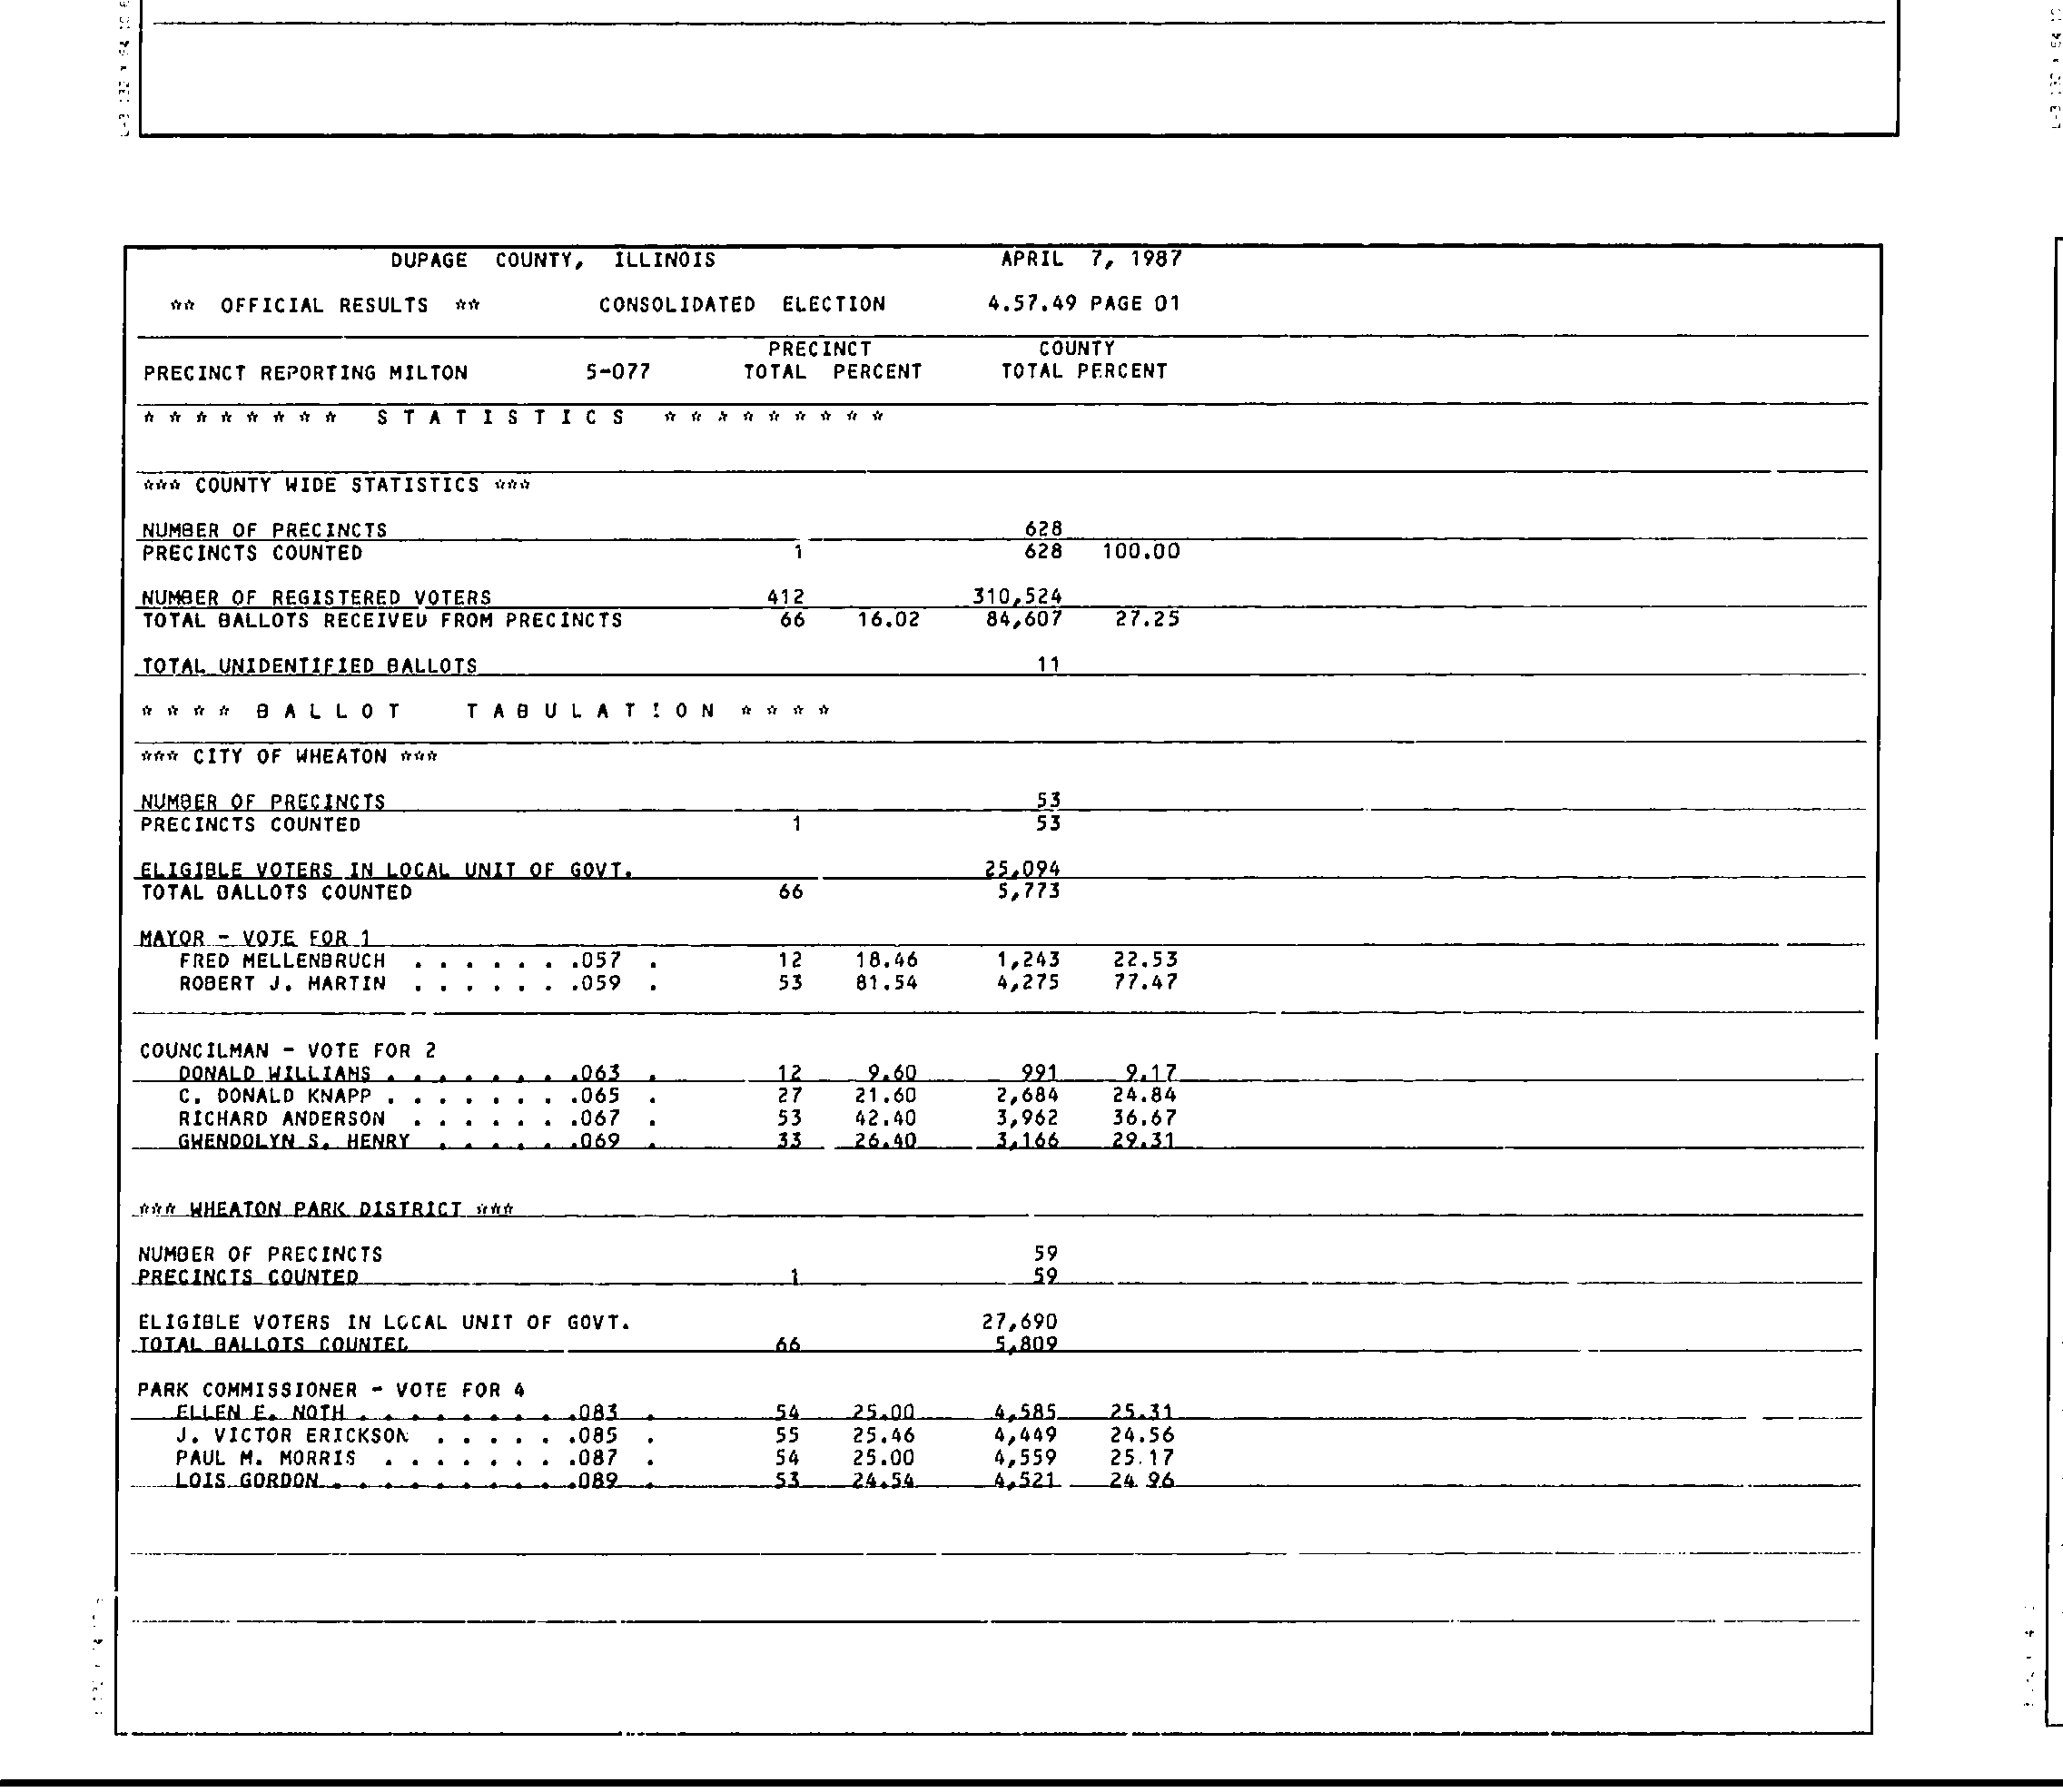 DUPAGE COUNTY, ILLINOIS APRIL 7, 1987
** OFFICIAL RESULTS ** CONSOLIDATED ELECTION 4.57.49 PAGE 01
PRECINCT COUNTY
PRECINCT REPORTING MILTON 5-077 TOTAL PERCENT TOTAL PERCENT
* * * * * * * * S T A T I S T I C S * * * * * * * * *
*** COUNTY WIDE STATISTICS ***
NUMBER OF PRECINCTS 628
PRECINCTS COUNTED 1 628 100.00
NUMBER OF REGISTERED VOTERS 412 310,524
TOTAL BALLOTS RECEIVED FROM PRECINCTS 66 16.02 84,607 27.25
TOTAL UNIDENTIFIED BALLOTS 11
* * * * B A L L O T T A B U L A T I O N * * * *
*** CITY OF WHEATON ***
NUMBER OF PRECINCTS 53
PRECINCTS COUNTED 1 53
ELIGIBLE VOTERS IN LOCAL UNIT OF GOVT. 25,094
TOTAL BALLOTS COUNTED 66 5,773
MAYOR - VOTE FOR 1
FRED MELLENBRUCH . . . . . . .057 . 12 18.46 1,243 22.53
ROBERT J. MARTIN . . . . . . .059 . 53 81.54 4,275 77.47
COUNCILMAN - VOTE FOR 2
DONALD WILLIAMS . . . . . . . .063 . 12 9.60 991 9.17
C. DONALD KNAPP . . . . . . . .065 . 27 21.60 2,684 24.84
RICHARD ANDERSON . . . . . . .067 . 53 42.40 3,962 36.67
GWENDOLYN S. HENRY . . . . . .069 . 33 26.40 3,166 29.31
*** WHEATON PARK DISTRICT ***
NUMBER OF PRECINCTS 59
PRECINCTS COUNTED 1 59
ELIGIBLE VOTERS IN LOCAL UNIT OF GOVT. 27,690
TOTAL BALLOTS COUNTED 66 5,809
PARK COMMISSIONER - VOTE FOR 4
ELLEN E. NOTH . . . . . . . . .083 . 54 25.00 4,585 25.31
J. VICTOR ERICKSON . . . . . .085 . 55 25.46 4,449 24.56
PAUL M. MORRIS . . . . . . . .087 . 54 25.00 4,559 25.17
LOIS GORDON . . . . . . . . . .089 . 53 24.54 4,521 24.96